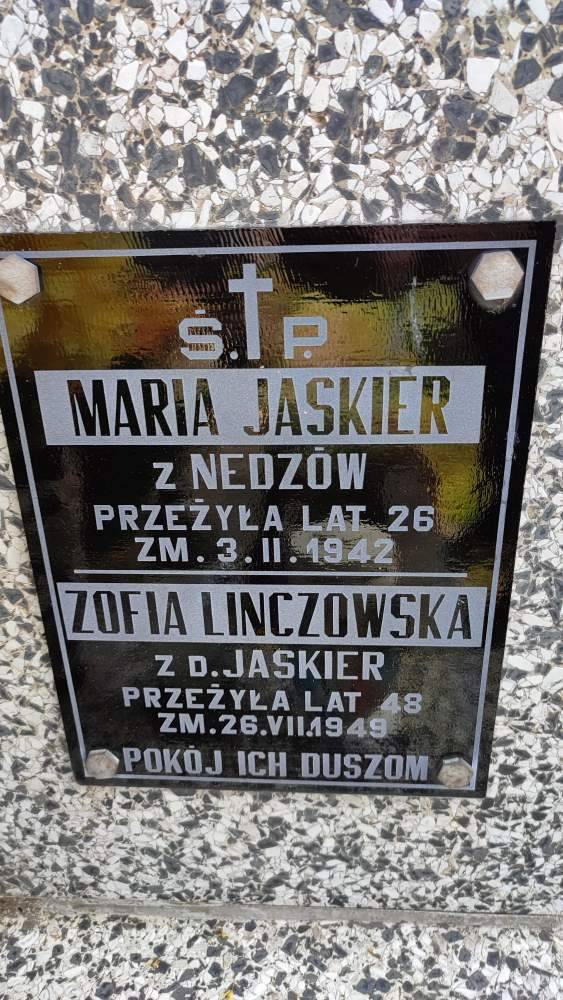 Ś.P.
MARIA JASKIER
Z NEDZÓW
PRZEŻYŁA LAT 26
ZM. 3. II. 1942
ZOFIA LINCZOWSKA
Z D. JASKIER
PRZEŻYŁA LAT 48
ZM. 26.VII.1949
POKÓJ ICH DUSZOM